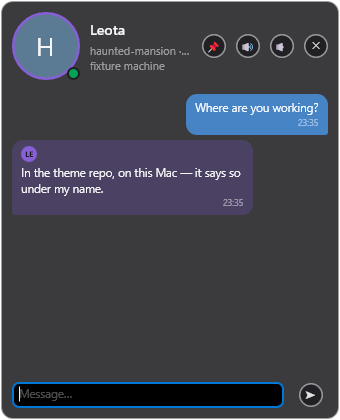 H
Leota
haunted-mansion ·...
fixture machine
Where are you working?
23:35
LE
In the theme repo, on this Mac — it says so
under my name.
23:35
Message...